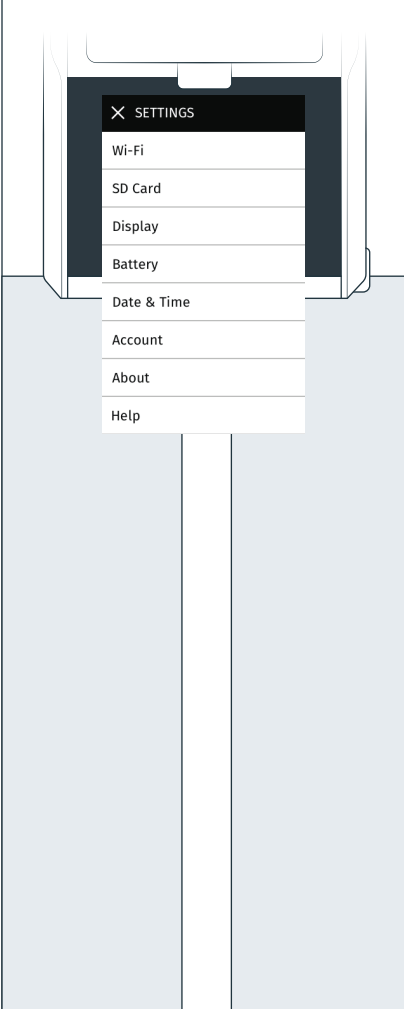 SETTINGS
Wi-Fi
SD Card
Display
Battery
Date & Time
Account
About
Help